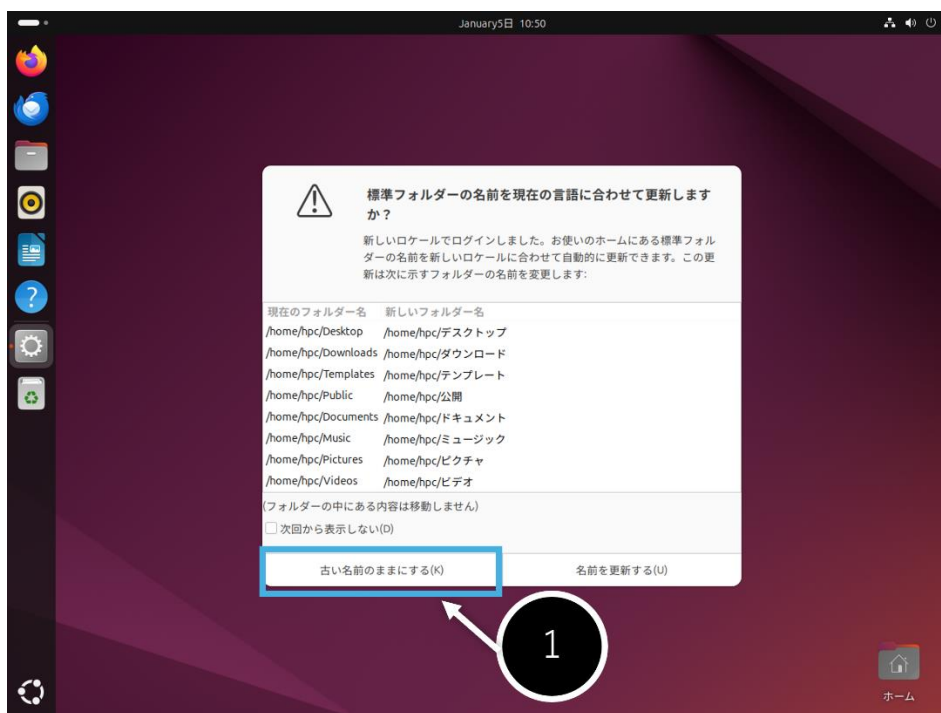 January5日 10:50
標準フォルダーの名前を現在の言語に合わせて更新します
か？
新しいロケールでログインしました。お使いのホームにある標準フォル
ダーの名前を新しいロケールに合わせて自動的に更新できます。この更
新は次に示すフォルダーの名前を変更します:
現在のフォルダー名 新しいフォルダー名
/home/hpc/Desktop /home/hpc/デスクトップ
/home/hpc/Downloads /home/hpc/ダウンロード
/home/hpc/Templates /home/hpc/テンプレート
/home/hpc/Public /home/hpc/公開
/home/hpc/Documents /home/hpc/ドキュメント
/home/hpc/Music /home/hpc/ミュージック
/home/hpc/Pictures /home/hpc/ピクチャ
/home/hpc/Videos /home/hpc/ビデオ
(フォルダーの中にある内容は移動しません)
次回から表示しない(D)
古い名前のままにする(K) 名前を更新する(U)
1
ホーム